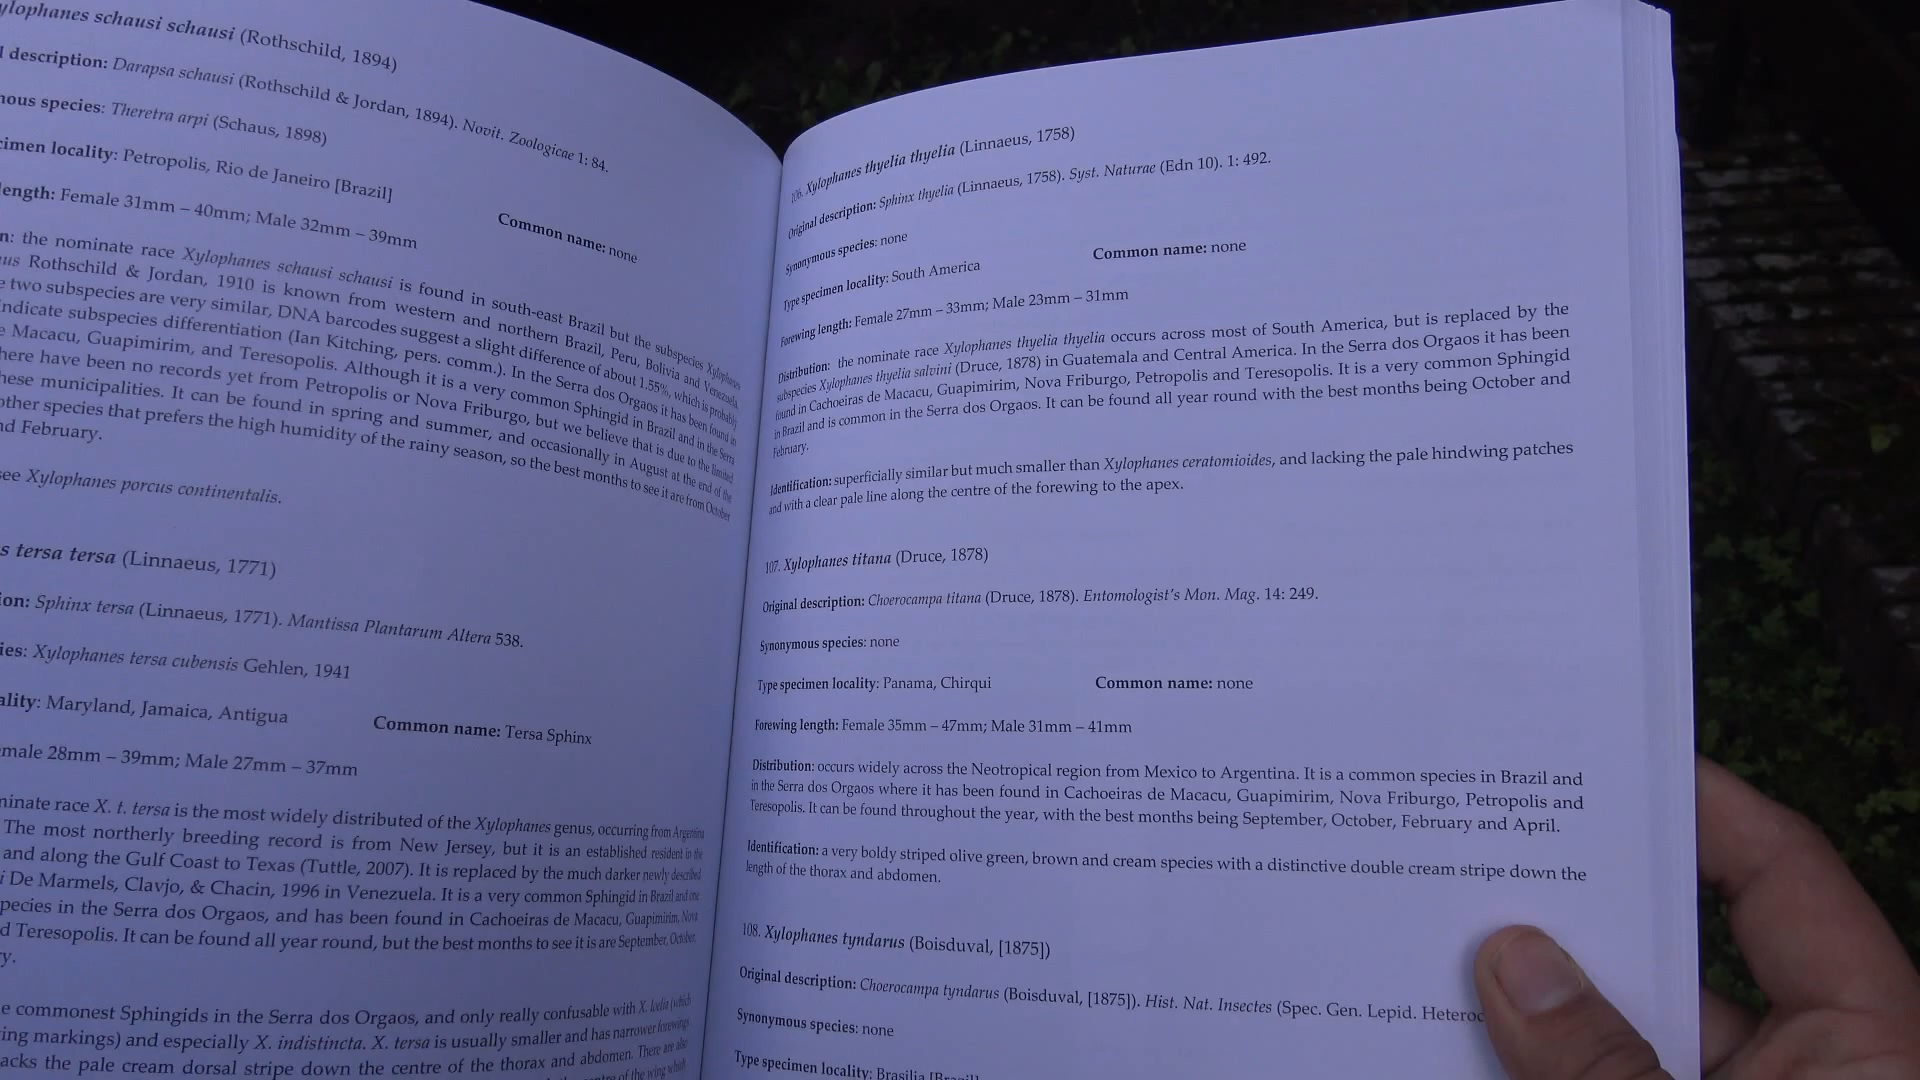 ylophanes schausi schausi (Rothschild, 1894)
l description: Darapsa schausi (Rothschild & Jordan, 1894). Novit. Zoologicae 1: 84.
nous species: Theretra arpi (Schaus, 1898)
cimen locality: Petropolis, Rio de Janeiro [Brazil]
Common name: none
length: Female 31mm – 40mm; Male 32mm – 39mm
n: the nominate race Xylophanes schausi schausi is found in south-east Brazil but the subspecies Xylophanes
us Rothschild & Jordan, 1910 is known from western and northern Brazil, Peru, Bolivia and Venezuela.
e two subspecies are very similar, DNA barcodes suggest a slight difference of about 1.55%, which is probably
indicate subspecies differentiation (Ian Kitching, pers. comm.). In the Serra dos Orgaos it has been found in
e Macacu, Guapimirim, and Teresopolis. Although it is a very common Sphingid in Brazil and in the Serra
here have been no records yet from Petropolis or Nova Friburgo, but we believe that is due to the limited
hese municipalities. It can be found in spring and summer, and occasionally in August at the end of the
other species that prefers the high humidity of the rainy season, so the best months to see it are from October
nd February.
see Xylophanes porcus continentalis.
s tersa tersa (Linnaeus, 1771)
ion: Sphinx tersa (Linnaeus, 1771). Mantissa Plantarum Altera 538.
ies: Xylophanes tersa cubensis Gehlen, 1941
ality: Maryland, Jamaica, Antigua
Common name: Tersa Sphinx
male 28mm – 39mm; Male 27mm – 37mm
minate race X. t. tersa is the most widely distributed of the Xylophanes genus, occurring from Argentina
The most northerly breeding record is from New Jersey, but it is an established resident in the
and along the Gulf Coast to Texas (Tuttle, 2007). It is replaced by the much darker newly described
i De Marmels, Clavjo, & Chacin, 1996 in Venezuela. It is a very common Sphingid in Brazil and one
pecies in the Serra dos Orgaos, and has been found in Cachoeiras de Macacu, Guapimirim, Nova
d Teresopolis. It can be found all year round, but the best months to see it is are September, October,
y.
e commonest Sphingids in the Serra dos Orgaos, and only really confusable with X. loelia (which
ing markings) and especially X. indistincta. X. tersa is usually smaller and has narrower forewings
acks the pale cream dorsal stripe down the centre of the thorax and abdomen. There are also
of the wing which
106. Xylophanes thyelia thyelia (Linnaeus, 1758)
Original description: Sphinx thyelia (Linnaeus, 1758). Syst. Naturae (Edn 10). 1: 492.
Synonymous species: none
Type specimen locality: South America
Common name: none
Forewing length: Female 27mm – 33mm; Male 23mm – 31mm
Distribution: the nominate race Xylophanes thyelia thyelia occurs across most of South America, but is replaced by the
subspecies Xylophanes thyelia salvini (Druce, 1878) in Guatemala and Central America. In the Serra dos Orgaos it has been
found in Cachoeiras de Macacu, Guapimirim, Nova Friburgo, Petropolis and Teresopolis. It is a very common Sphingid
in Brazil and is common in the Serra dos Orgaos. It can be found all year round with the best months being October and
February.
Identification: superficially similar but much smaller than Xylophanes ceratomioides, and lacking the pale hindwing patches
and with a clear pale line along the centre of the forewing to the apex.
107. Xylophanes titana (Druce, 1878)
Original description: Choerocampa titana (Druce, 1878). Entomologist's Mon. Mag. 14: 249.
Synonymous species: none
Type specimen locality: Panama, Chirqui
Common name: none
Forewing length: Female 35mm – 47mm; Male 31mm – 41mm
Distribution: occurs widely across the Neotropical region from Mexico to Argentina. It is a common species in Brazil and
in the Serra dos Orgaos where it has been found in Cachoeiras de Macacu, Guapimirim, Nova Friburgo, Petropolis and
Teresopolis. It can be found throughout the year, with the best months being September, October, February and April.
Identification: a very boldy striped olive green, brown and cream species with a distinctive double cream stripe down the
length of the thorax and abdomen.
108. Xylophanes tyndarus (Boisduval, [1875])
Original description: Choerocampa tyndarus (Boisduval, [1875]). Hist. Nat. Insectes (Spec. Gen. Lepid. Heteroc
Synonymous species: none
Type specimen locality: Brasilia [Brazil]